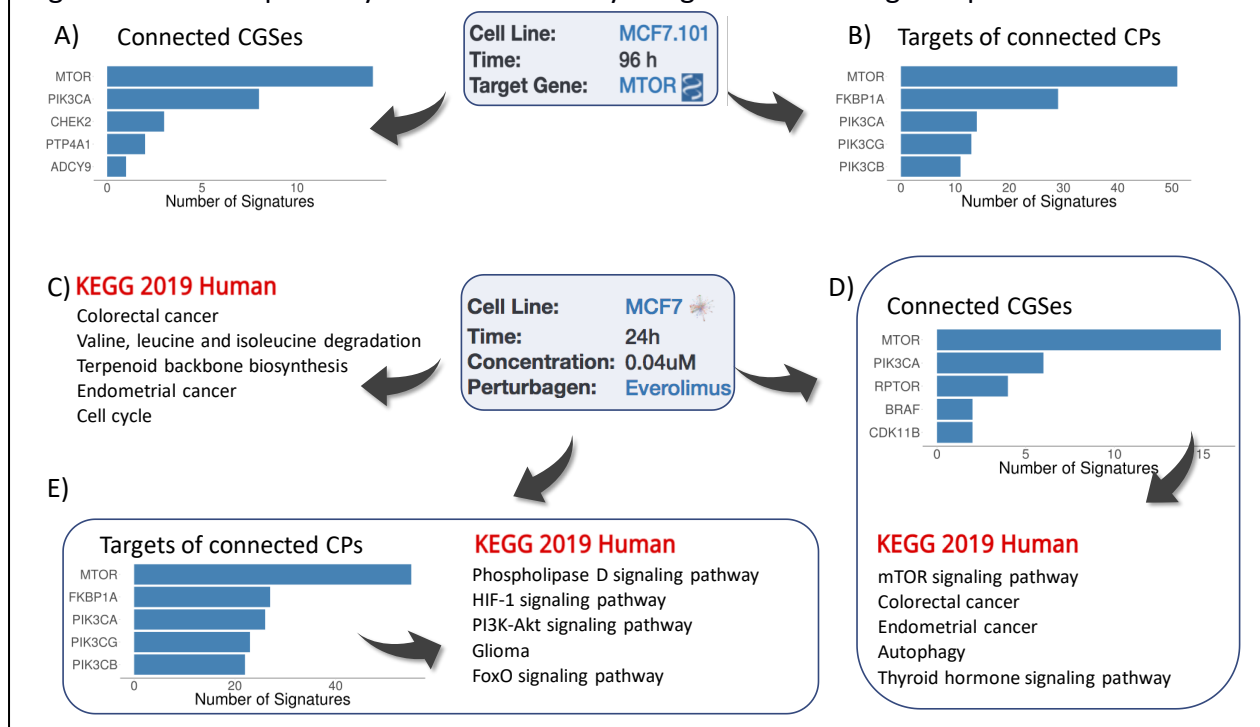 A) Connected CGSes
MTOR
PIK3CA
CHEK2
PTP4A1
ADCY9
0 5 10
Number of Signatures
Cell Line: MCF7.101
Time: 96 h
Target Gene: MTOR
B) Targets of connected CPs
MTOR
FKBP1A
PIK3CA
PIK3CG
PIK3CB
0 10 20 30 40 50
Number of Signatures
C) KEGG 2019 Human
Colorectal cancer
Valine, leucine and isoleucine degradation
Terpenoid backbone biosynthesis
Endometrial cancer
Cell cycle
Cell Line: MCF7
Time: 24h
Concentration: 0.04uM
Perturbagen: Everolimus
D)
Connected CGSes
MTOR
PIK3CA
RPTOR
BRAF
CDK11B
0 5 10 15
Number of Signatures
KEGG 2019 Human
mTOR signaling pathway
Colorectal cancer
Endometrial cancer
Autophagy
Thyroid hormone signaling pathway
E)
Targets of connected CPs
MTOR
FKBP1A
PIK3CA
PIK3CG
PIK3CB
0 20 40
Number of Signatures
KEGG 2019 Human
Phospholipase D signaling pathway
HIF-1 signaling pathway
PI3K-Akt signaling pathway
Glioma
FoxO signaling pathway